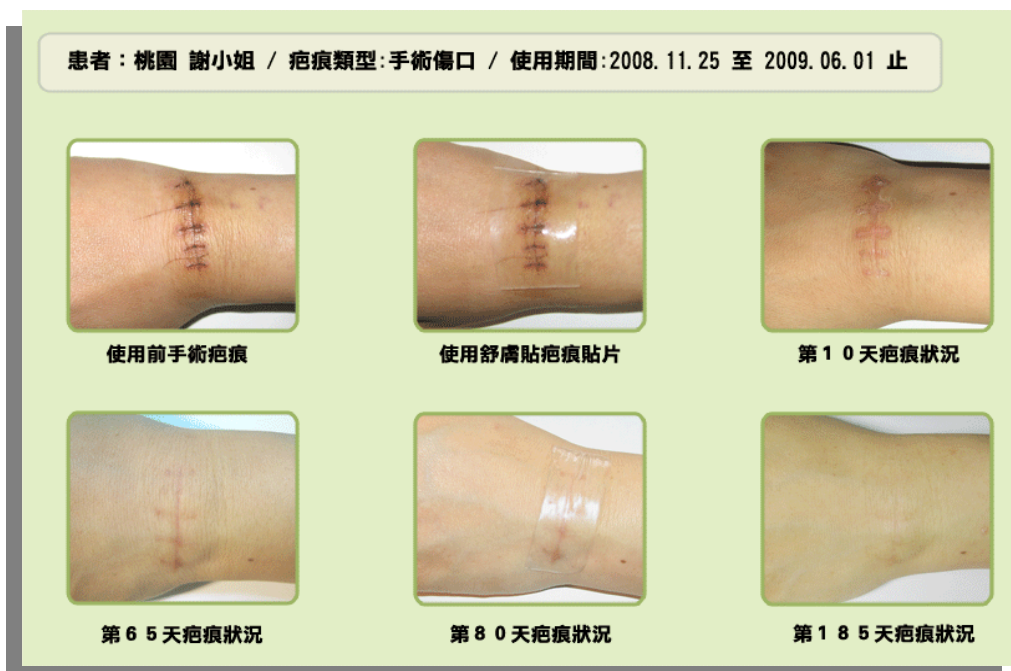 患者：桃園 謝小姐 / 疤痕類型:手術傷口 / 使用期間:2008.11.25 至 2009.06.01 止
使用前手術疤痕
使用舒膚貼疤痕貼片
第１０天疤痕狀況
第６５天疤痕狀況
第８０天疤痕狀況
第１８５天疤痕狀況